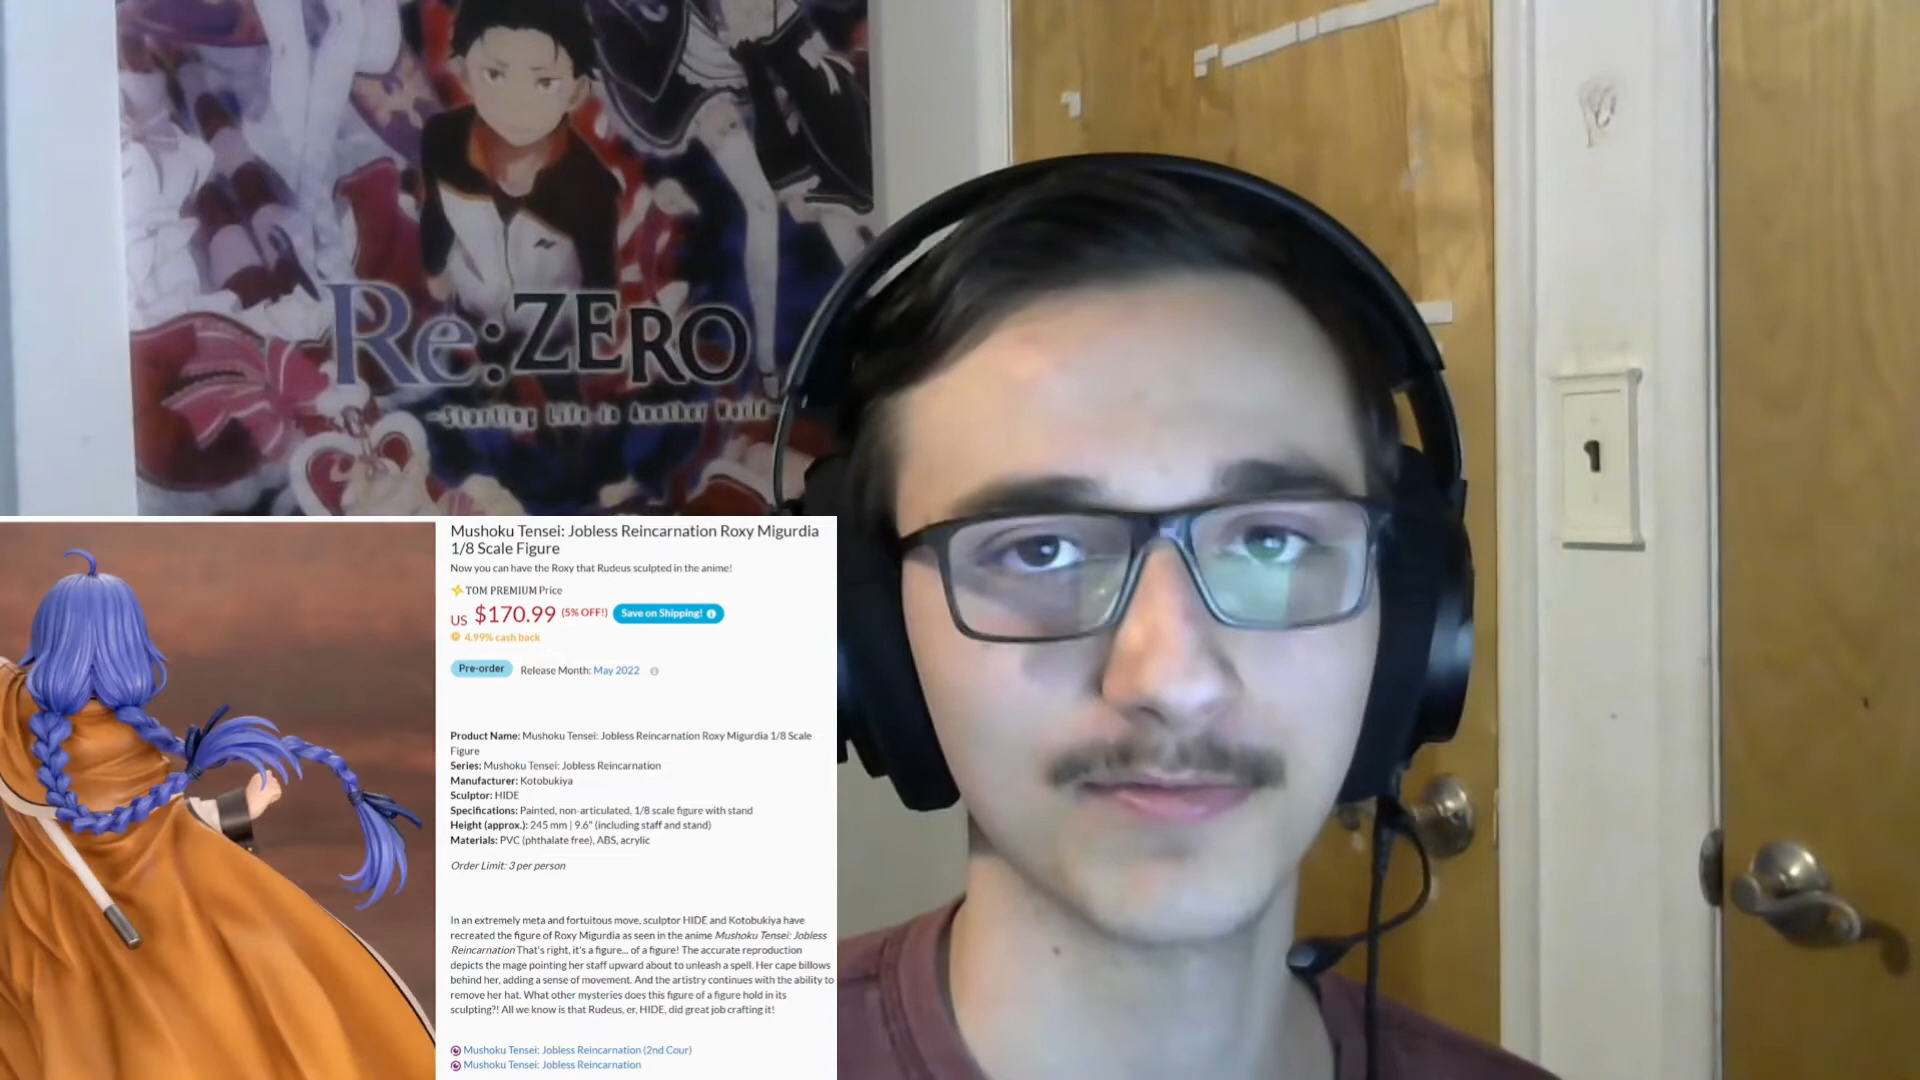 Re:ZERO
-Starting Life in Another World-
Mushoku Tensei: Jobless Reincarnation Roxy Migurdia
1/8 Scale Figure
Now you can have the Roxy that Rudeus sculpted in the anime!
TOM PREMIUM Price
US $170.99 (5% OFF!) Save on Shipping!
4.99% cash back
Pre-order Release Month: May 2022
Product Name: Mushoku Tensei: Jobless Reincarnation Roxy Migurdia 1/8 Scale
Figure
Series: Mushoku Tensei: Jobless Reincarnation
Manufacturer: Kotobukiya
Sculptor: HIDE
Specifications: Painted, non-articulated, 1/8 scale figure with stand
Height (approx.): 245 mm | 9.6" (including staff and stand)
Materials: PVC (phthalate free), ABS, acrylic
Order Limit: 3 per person
In an extremely meta and fortuitous move, sculptor HIDE and Kotobukiya have
recreated the figure of Roxy Migurdia as seen in the anime Mushoku Tensei: Jobless
Reincarnation That's right, it's a figure... of a figure! The accurate reproduction
depicts the mage pointing her staff upward about to unleash a spell. Her cape billows
behind her, adding a sense of movement. And the artistry continues with the ability to
remove her hat. What other mysteries does this figure of a figure hold in its
sculpting?! All we know is that Rudeus, er, HIDE, did great job crafting it!
Mushoku Tensei: Jobless Reincarnation (2nd Cour)
Mushoku Tensei: Jobless Reincarnation